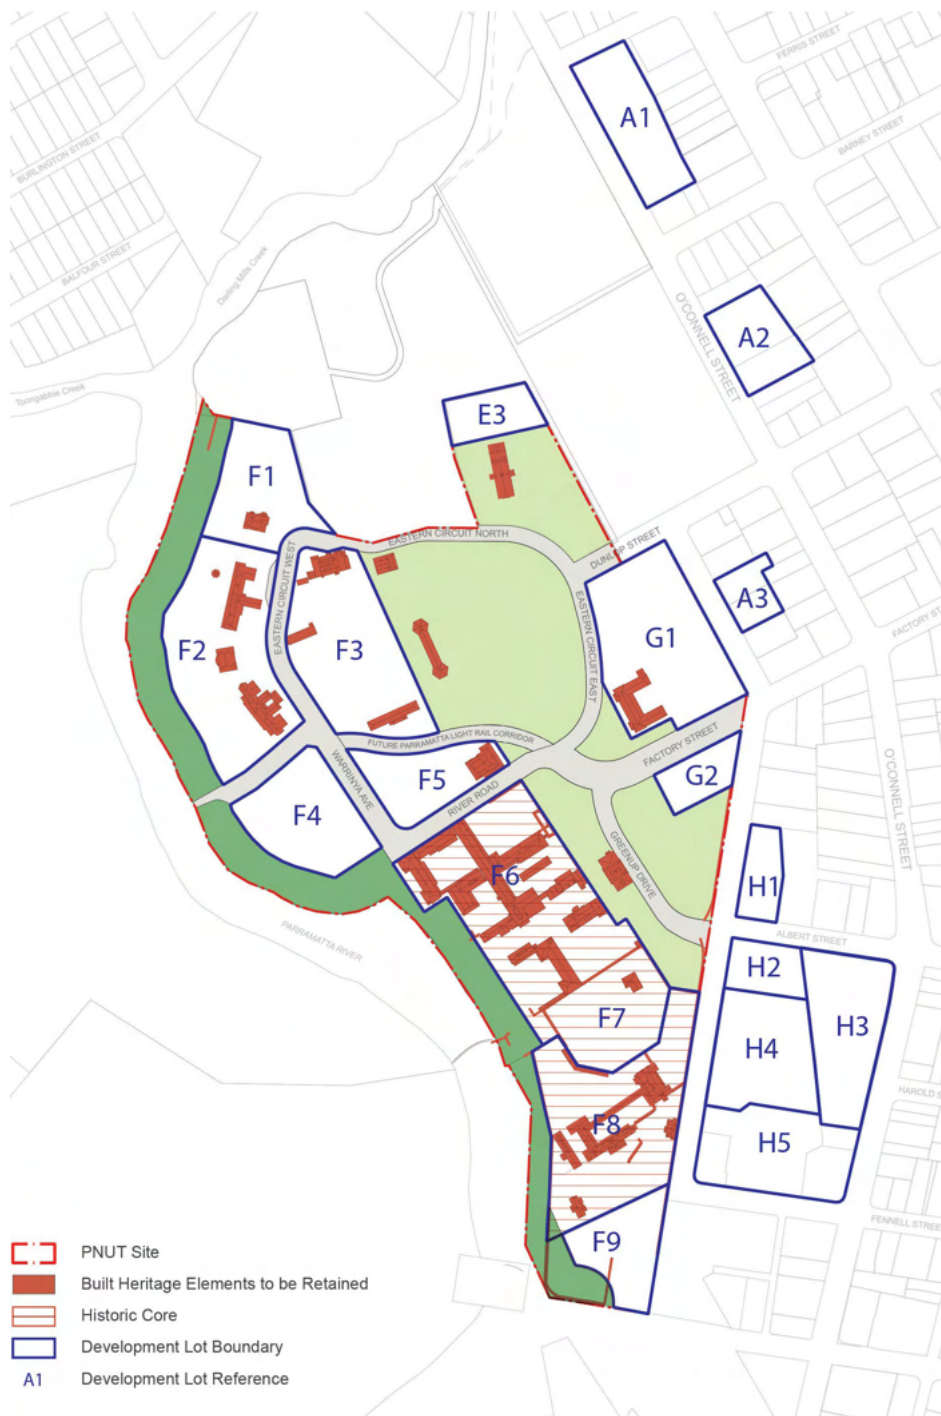 FERRIS STREET
A1
BARNEY STREET
BURLINGTON STREET
BALFOUR STREET
Darling Mills Creek
O'CONNELL STREET
A2
Toongabbie Creek
E3
F1
EASTERN CIRCUIT NORTH
DUNLOP STREET
A3
EASTERN CIRCUIT WEST
EASTERN CIRCUIT EAST
FACTORY ST
F2
F3
G1
FUTURE PARRAMATTA LIGHT RAIL CORRIDOR
FACTORY STREET
WARRINYA AVE
F5
RIVER ROAD
G2
O'CONNELL STREET
F4
GREENUP DRIVE
F6
H1
PARRAMATTA RIVER
ALBERT STREET
H2
F7
H3
H4
HAROLD S
F8
H5
FENNELL STREE
F9
PNUT Site
Built Heritage Elements to be Retained
Historic Core
Development Lot Boundary
A1 Development Lot Reference